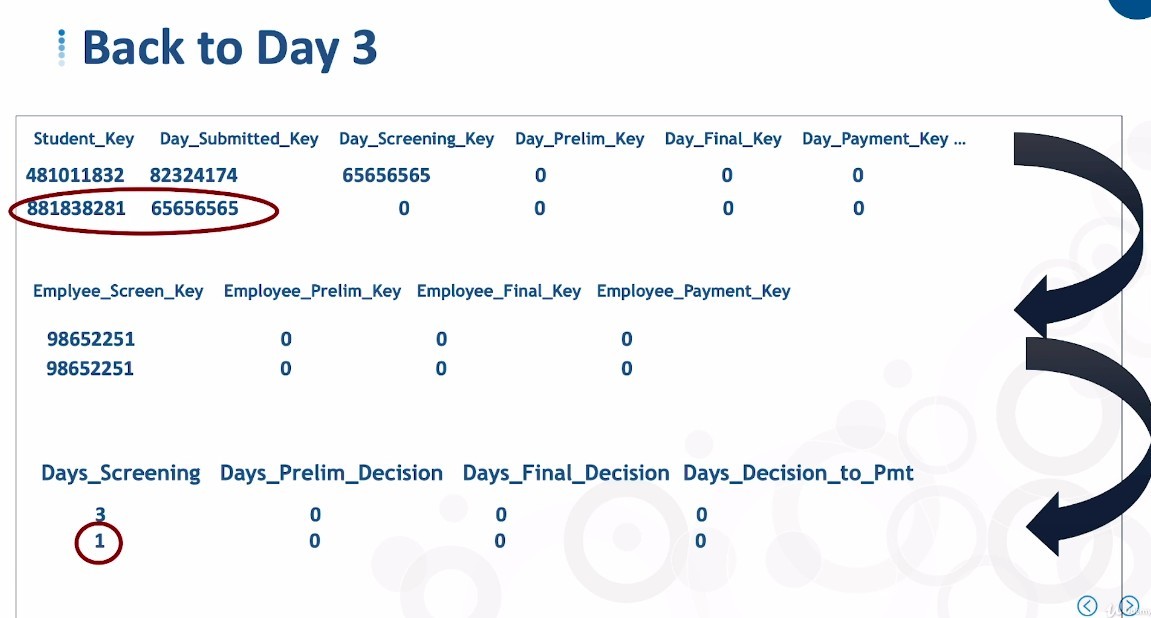 Back to Day 3
Student_Key Day_Submitted_Key Day_Screening_Key Day_Prelim_Key Day_Final_Key Day_Payment_Key ...
481011832 82324174 65656565 0 0 0
881838281 65656565 0 0 0 0
Emplyee_Screen_Key Employee_Prelim_Key Employee_Final_Key Employee_Payment_Key
98652251 0 0 0
98652251 0 0 0
Days_Screening Days_Prelim_Decision Days_Final_Decision Days_Decision_to_Pmt
3 0 0 0
1 0 0 0